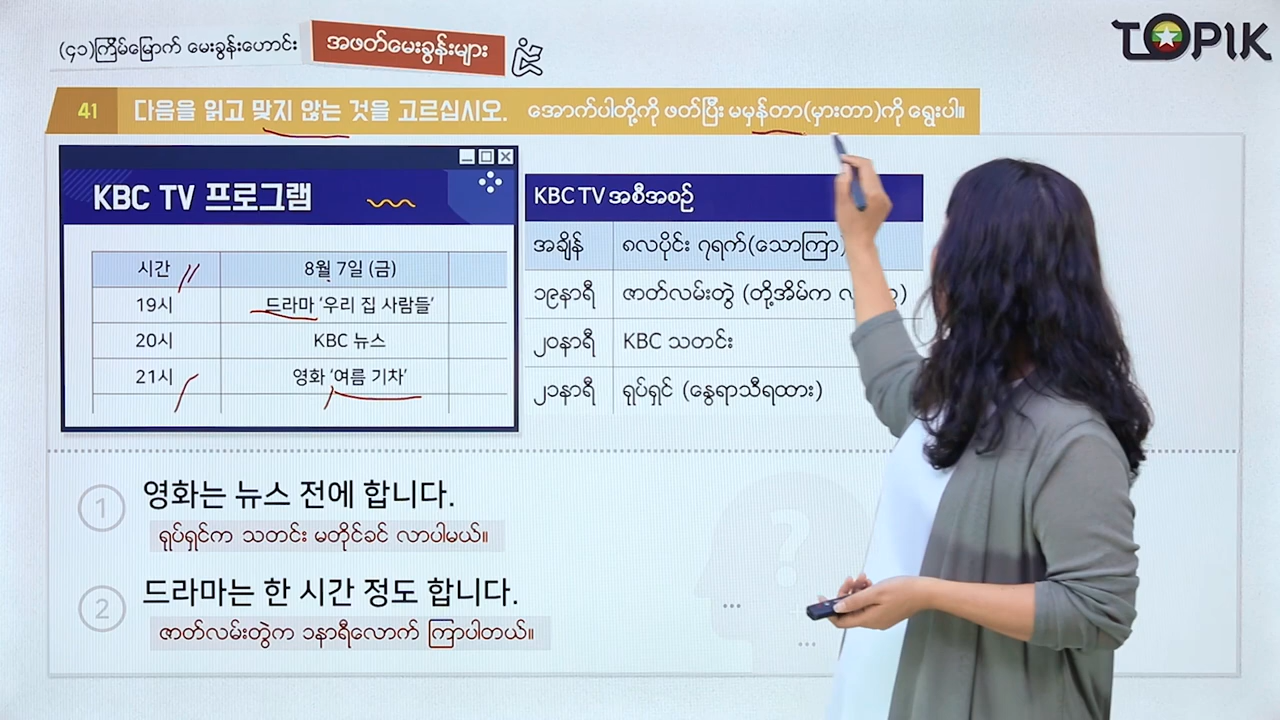 (၄၁)ကြိမ်မြောက် မေးခွန်းဟောင်း
အဖတ်မေးခွန်းများ
TOPIK
41 다음을 읽고 맞지 않는 것을 고르십시오. အောက်ပါတို့ကို ဖတ်ပြီး မမှန်တာ(မှားတာ)ကို ရွေးပါ။
KBC TV 프로그램
시간 8월 7일 (금)
19시 드라마 '우리 집 사람들'
20시 KBC 뉴스
21시 영화 '여름 기차'
KBC TV အစီအစဉ်
အချိန် ၈လပိုင်း ၇ရက်(သောကြာ)
၁၉နာရီ ဇာတ်လမ်းတွဲ (တို့အိမ်က
၂၀နာရီ KBC သတင်း
၂၁နာရီ ရုပ်ရှင် (နွေရာသီရထား)
1 영화는 뉴스 전에 합니다.
ရုပ်ရှင်က သတင်း မတိုင်ခင် လာပါမယ်။
2 드라마는 한 시간 정도 합니다.
ဇာတ်လမ်းတွဲက ၁နာရီလောက် ကြာပါတယ်။